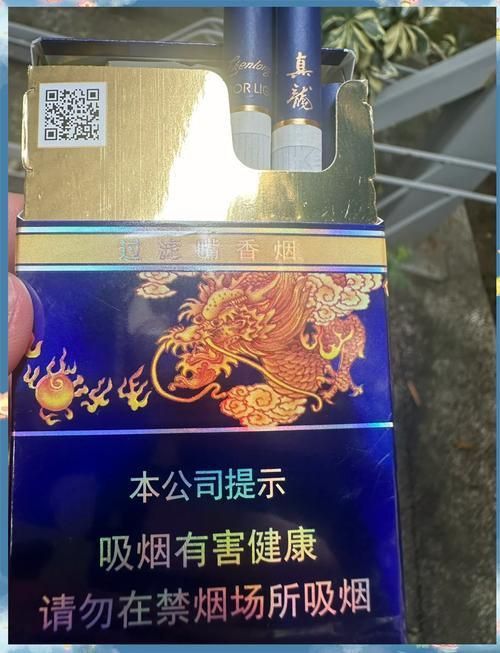 Zhenlong
真龍
过滤嘴香烟
本公司提示
吸烟有害健康
请勿在禁烟场所吸烟